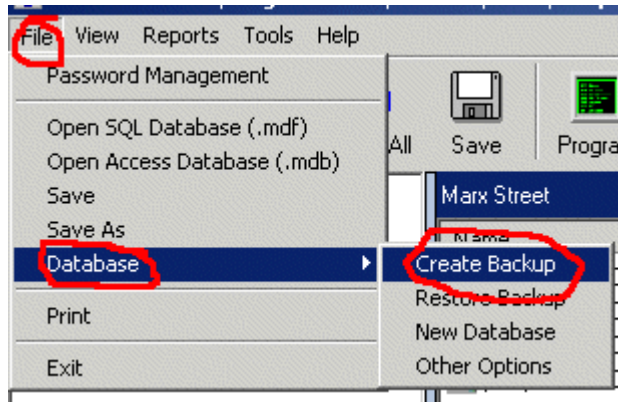 File View Reports Tools Help
Password Management
Open SQL Database (.mdf)
Open Access Database (.mdb)
Save
Save As
Database
Print
Exit
All Save
Marx Street
Name
Create Backup
Restore Backup
New Database
Other Options